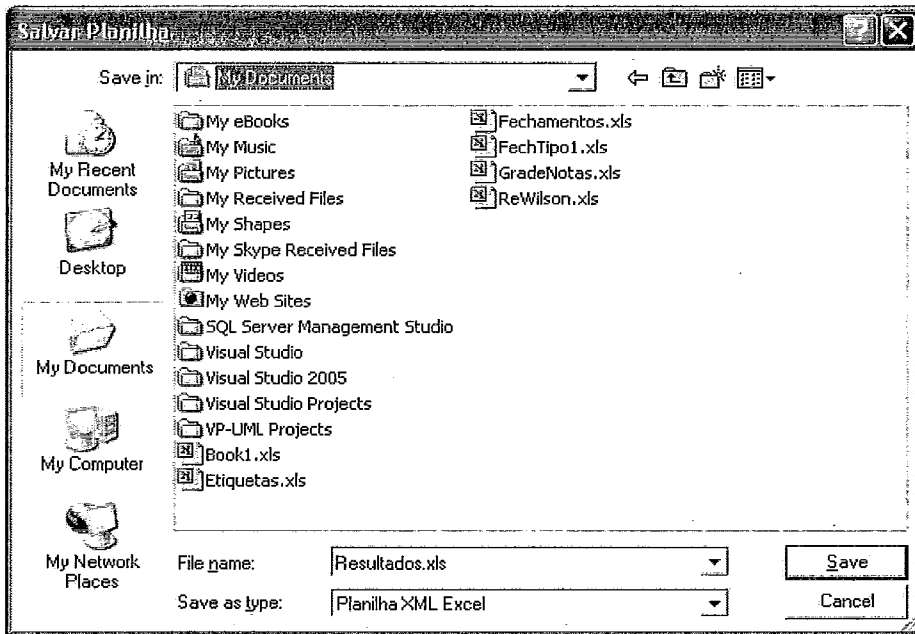 Salvar Planilha
Save in: My Documents
My Recent Documents
Desktop
My Documents
My Computer
My Network Places
My eBooks
My Music
My Pictures
My Received Files
My Shapes
My Skype Received Files
My Videos
My Web Sites
SQL Server Management Studio
Visual Studio
Visual Studio 2005
Visual Studio Projects
VP-UML Projects
Book1.xls
Etiquetas.xls
Fechamentos.xls
FechTipo1.xls
GradeNotas.xls
ReWilson.xls
File name: Resultados.xls
Save
Save as type: Planilha XML Excel
Cancel